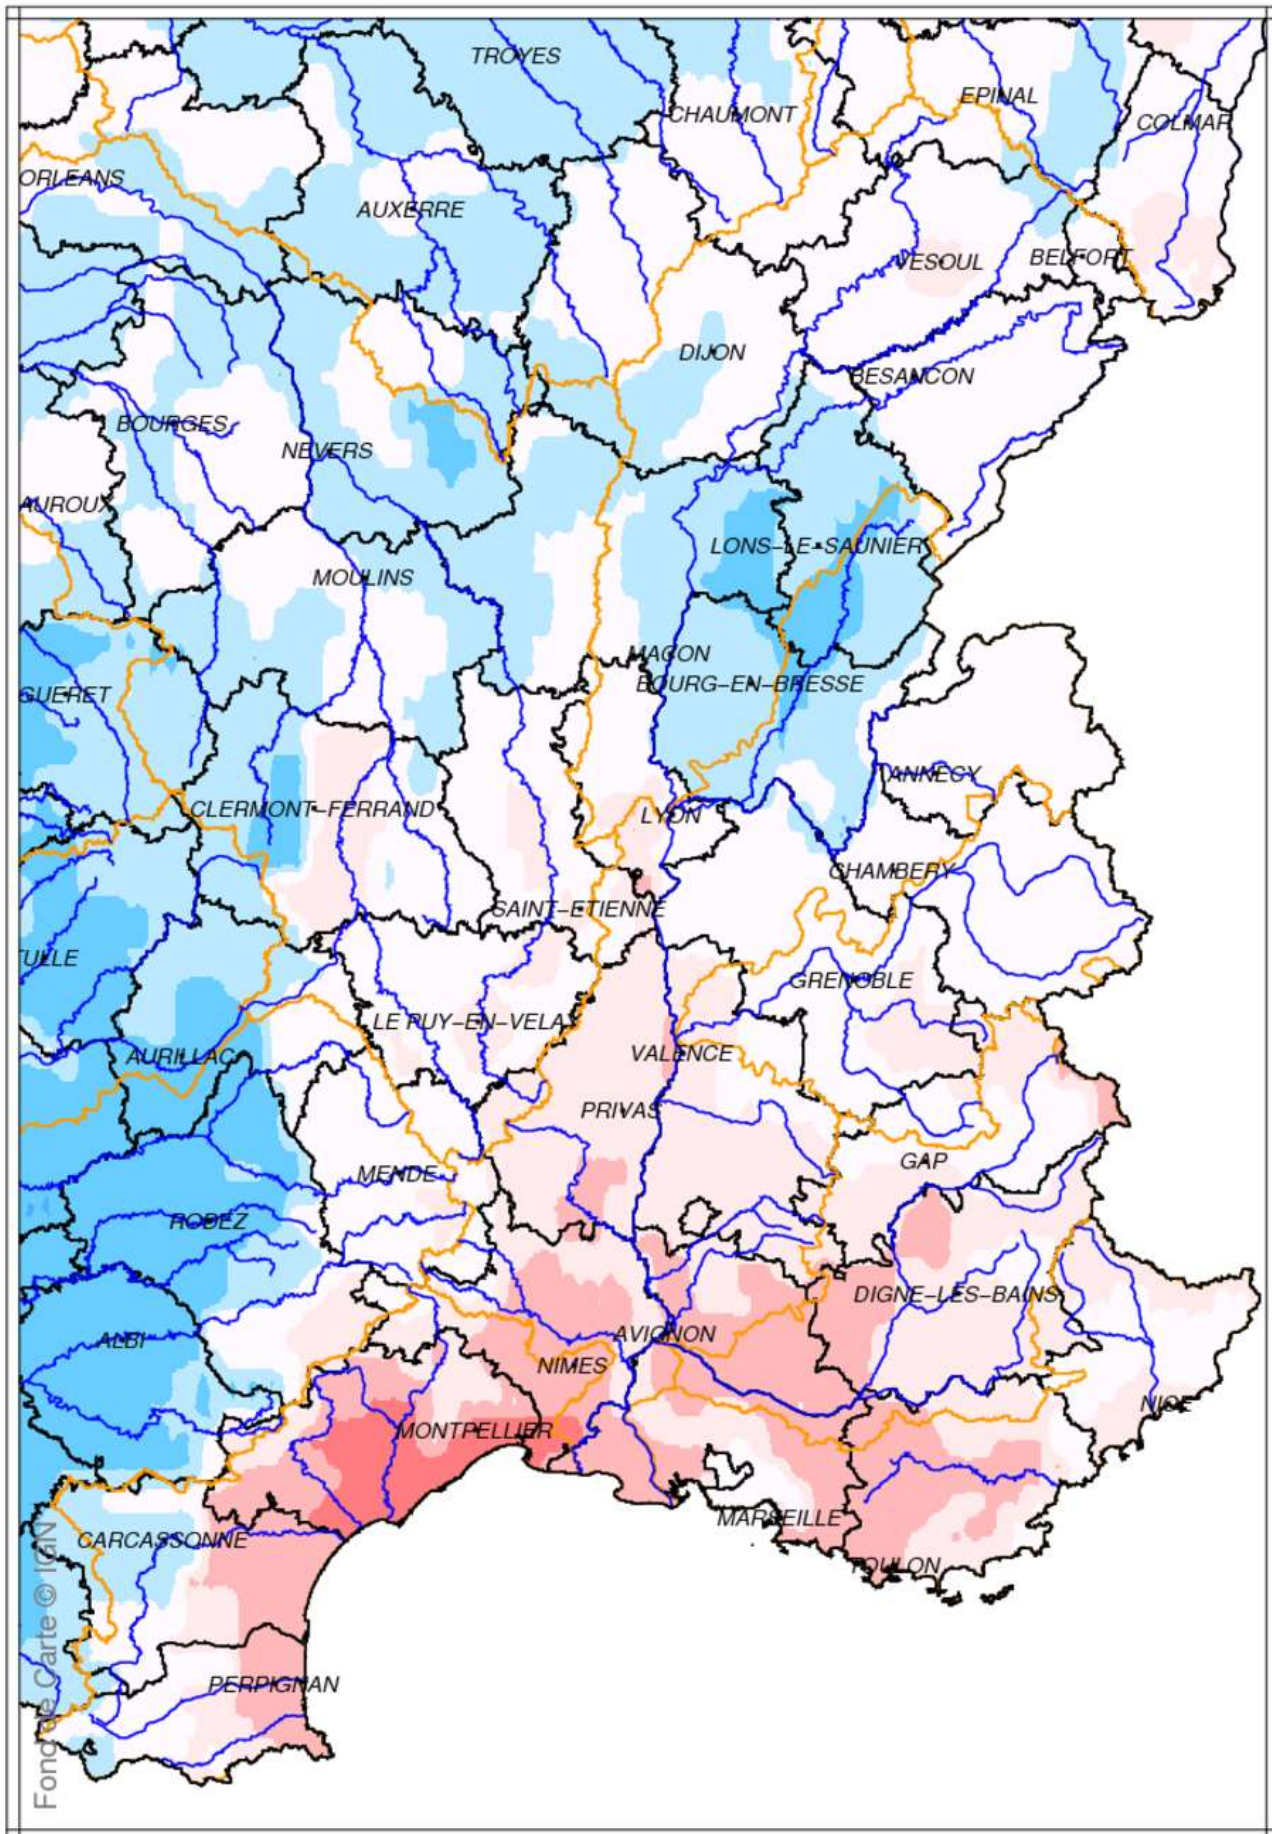 TROYES
EPINAL
CHAUMONT
COLMAR
ORLEANS
AUXERRE
VESOUL
BELFORT
DIJON
BESANCON
BOURGES
NEVERS
AUROUX
LONS-LE-SAUNIER
MOULINS
MACON
BOURG-EN-BRESSE
GUERET
ANNECY
CLERMONT-FERRAND
LYON
CHAMBERY
SAINT-ETIENNE
TULLE
GRENOBLE
LE PUY-EN-VELAY
VALENCE
AURILLAC
PRIVAS
GAP
MENDE
RODEZ
DIGNE-LES-BAINS
AVIGNON
ALBI
NIMES
NICE
MONTPELLIER
MARSEILLE
CARCASSONNE
TOULON
PERPIGNAN
Fond de Carte © IGN